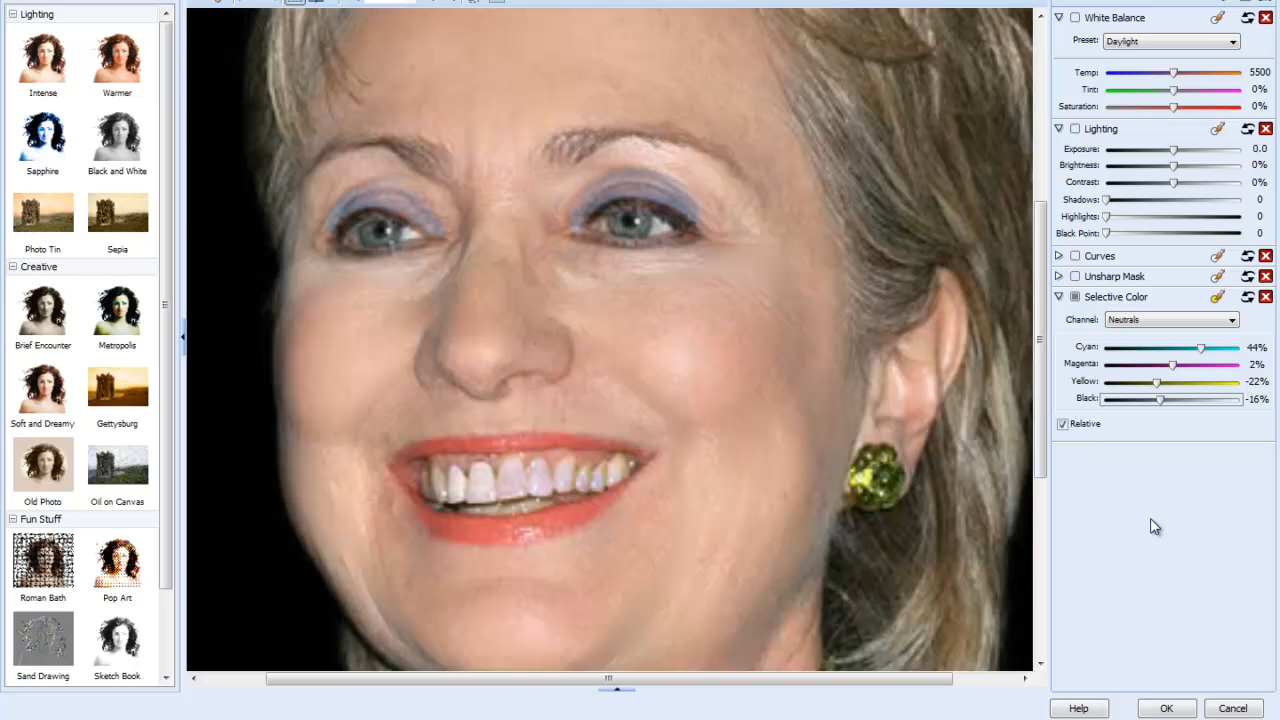 Lighting
Intense
Warmer
Sapphire
Black and White
Photo Tin
Sepia
Creative
Brief Encounter
Metropolis
Soft and Dreamy
Gettysburg
Old Photo
Oil on Canvas
Fun Stuff
Roman Bath
Pop Art
Sand Drawing
Sketch Book
White Balance
Preset: Daylight
Temp: 5500
Tint: 0%
Saturation: 0%
Lighting
Exposure: 0.0
Brightness: 0%
Contrast: 0%
Shadows: 0
Highlights: 0
Black Point: 0
Curves
Unsharp Mask
Selective Color
Channel: Neutrals
Cyan: 44%
Magenta: 2%
Yellow: -22%
Black: -16%
Relative
Help
OK
Cancel